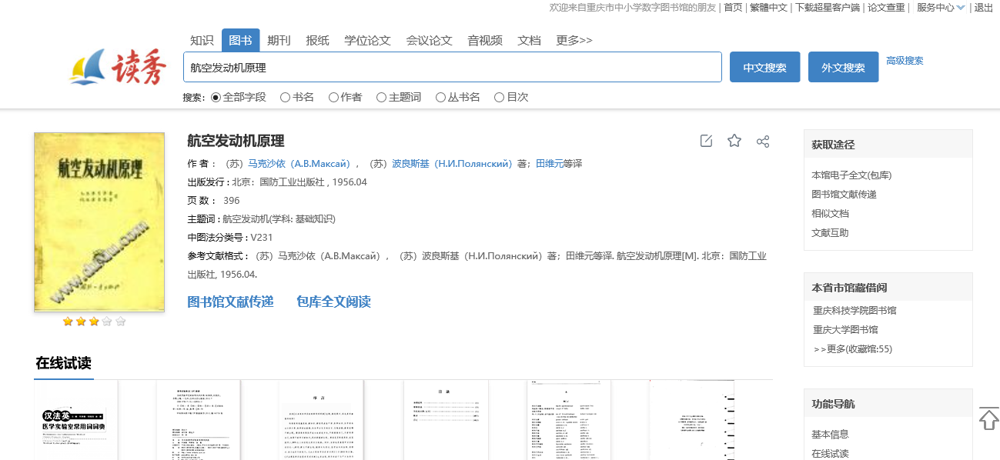 欢迎来自重庆市中小学数字图书馆的朋友 | 首页 | 繁體中文 | 下载超星客户端 | 论文查重 | 服务中心 | 退出
知识 图书 期刊 报纸 学位论文 会议论文 音视频 文档 更多>>
读秀
航空发动机原理 中文搜索 外文搜索 高级搜索
搜索: 全部字段 书名 作者 主题词 丛书名 目次
航空发动机原理
航空发动机原理
作 者 : （苏）马克沙依（А.В.Максай），（苏）波良斯基（Н.И.Полянский）著；田维元等译
出版发行 : 北京：国防工业出版社 , 1956.04
页 数 : 396
主题词 : 航空发动机(学科: 基础知识)
中图法分类号 : V231
参考文献格式 : （苏）马克沙依（А.В.Максай），（苏）波良斯基（Н.И.Полянский）著；田维元等译. 航空发动机原理[M]. 北京：国防工业
出版社, 1956.04.
图书馆文献传递 包库全文阅读
获取途径
本馆电子全文(包库)
图书馆文献传递
相似文档
文献互助
本省市馆藏借阅
重庆科技学院图书馆
重庆大学图书馆
>>更多(收藏馆:55)
功能导航
基本信息
在线试读
在线试读
汉法英
医学实验室常用词词典
序 言
目 录